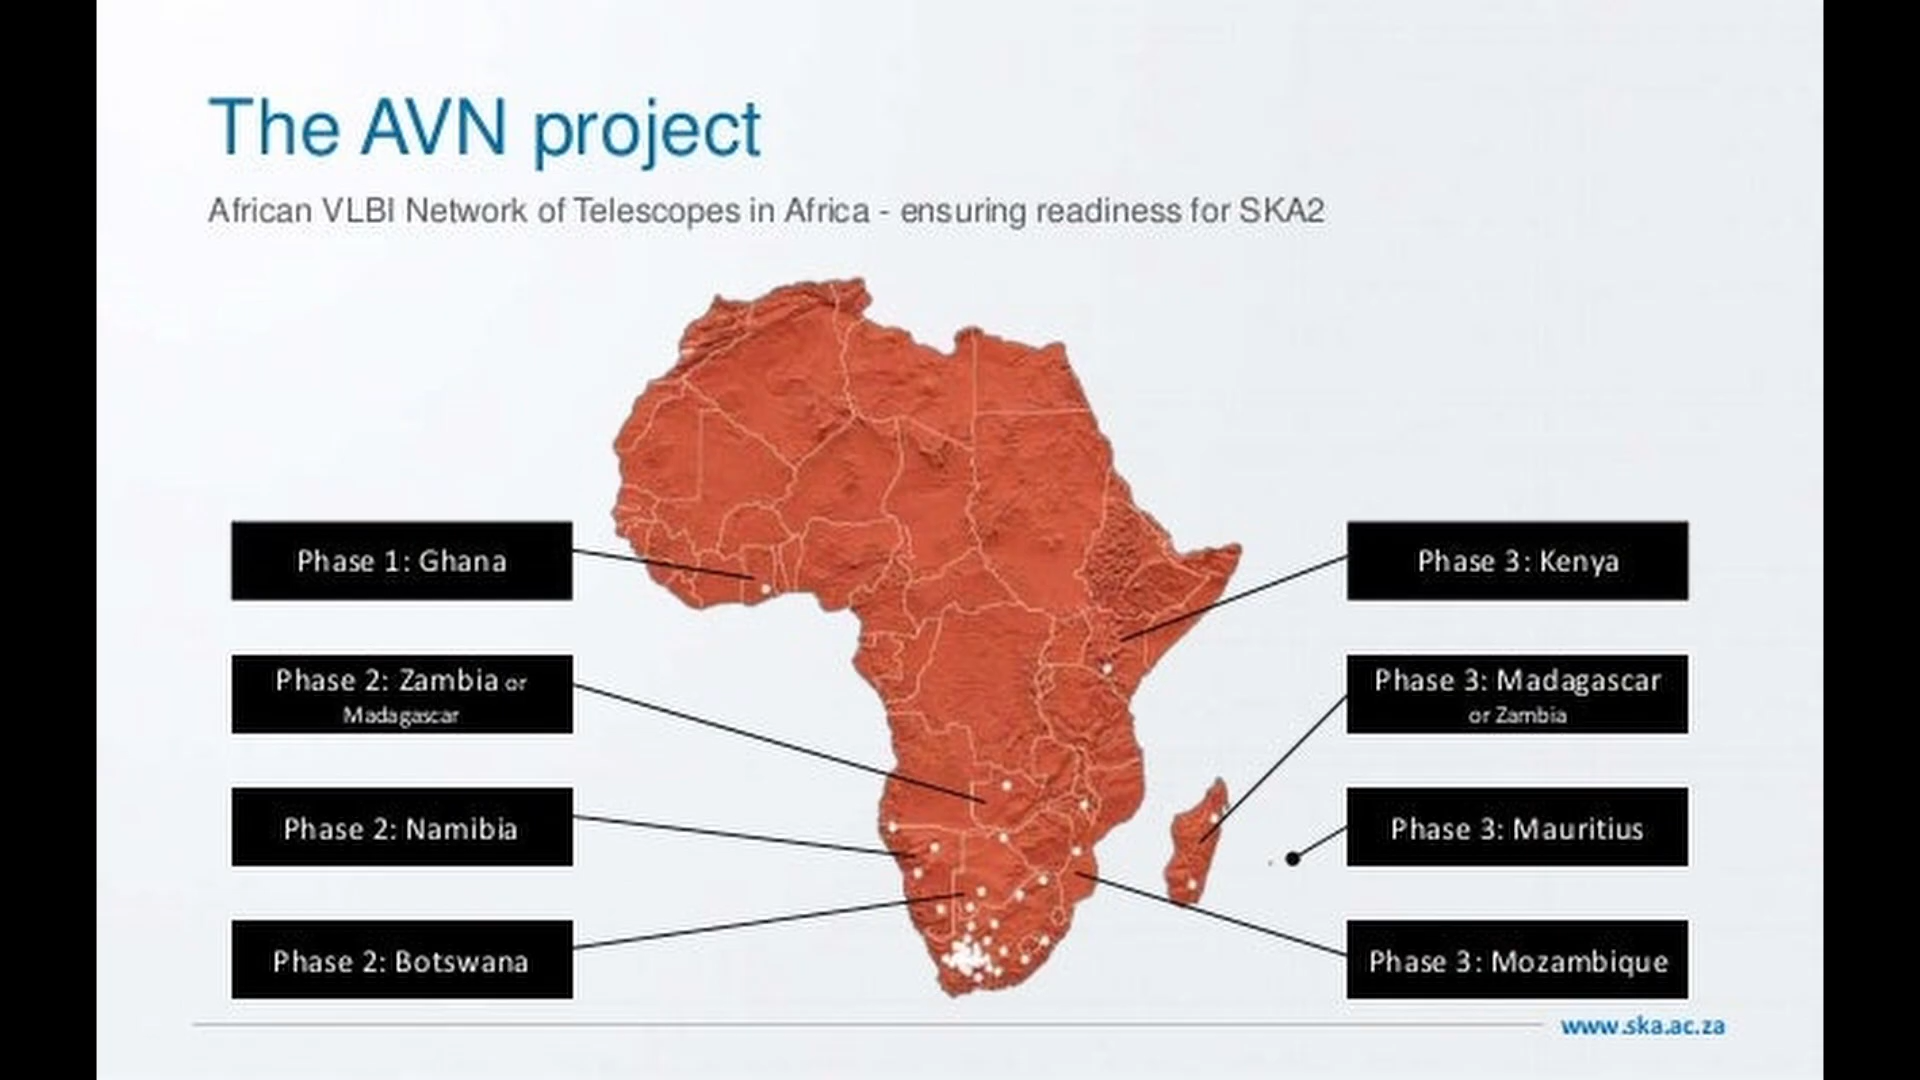 The AVN project
African VLBI Network of Telescopes in Africa - ensuring readiness for SKA2
Phase 1: Ghana
Phase 2: Zambia or
Madagascar
Phase 2: Namibia
Phase 2: Botswana
Phase 3: Kenya
Phase 3: Madagascar
or Zambia
Phase 3: Mauritius
Phase 3: Mozambique
www.ska.ac.za